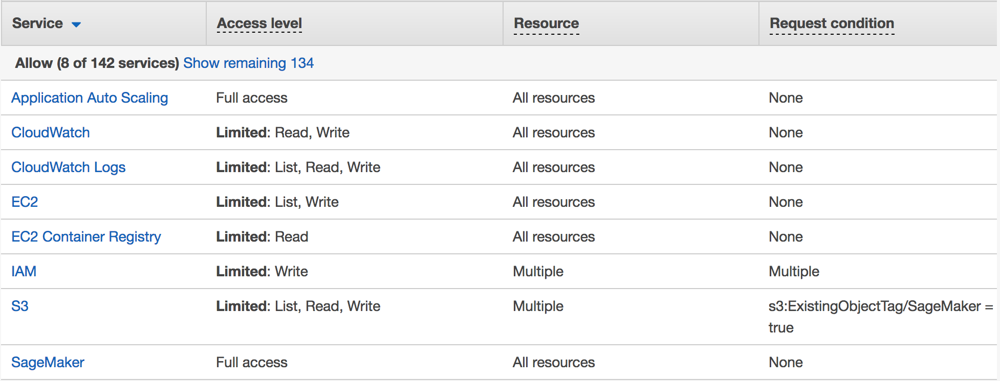 Service Access level Resource Request condition
Allow (8 of 142 services) Show remaining 134
Application Auto Scaling Full access All resources None
CloudWatch Limited: Read, Write All resources None
CloudWatch Logs Limited: List, Read, Write All resources None
EC2 Limited: List, Write All resources None
EC2 Container Registry Limited: Read All resources None
IAM Limited: Write Multiple Multiple
S3 Limited: List, Read, Write Multiple s3:ExistingObjectTag/SageMaker =
true
SageMaker Full access All resources None